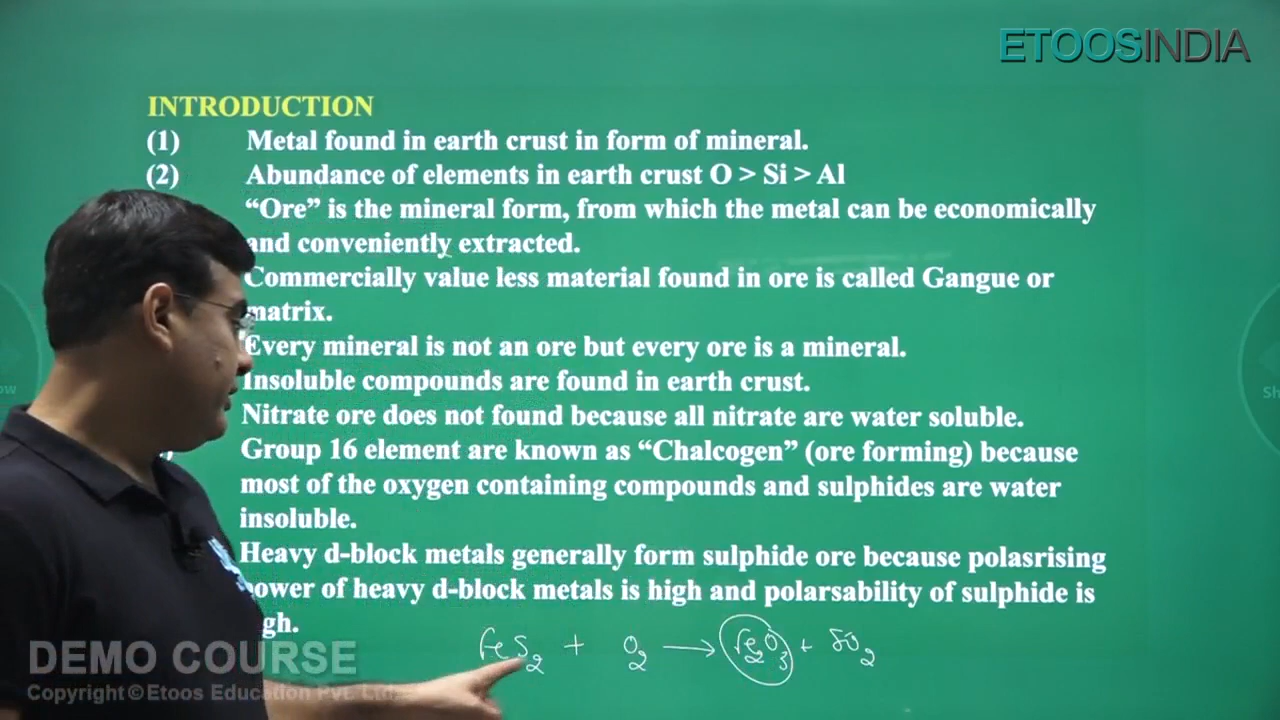 ETOOSINDIA
INTRODUCTION
(1) Metal found in earth crust in form of mineral.
(2) Abundance of elements in earth crust O > Si > Al
“Ore” is the mineral form, from which the metal can be economically
and conveniently extracted.
Commercially value less material found in ore is called Gangue or
matrix.
Every mineral is not an ore but every ore is a mineral.
Insoluble compounds are found in earth crust.
Nitrate ore does not found because all nitrate are water soluble.
Group 16 element are known as “Chalcogen” (ore forming) because
most of the oxygen containing compounds and sulphides are water
insoluble.
Heavy d-block metals generally form sulphide ore because polasrising
power of heavy d-block metals is high and polarsability of sulphide is
gh.
FeS2 + O2 → Fe2O3 + SO2
DEMO COURSE
Copyright © Etoos Education Pvt. Ltd.